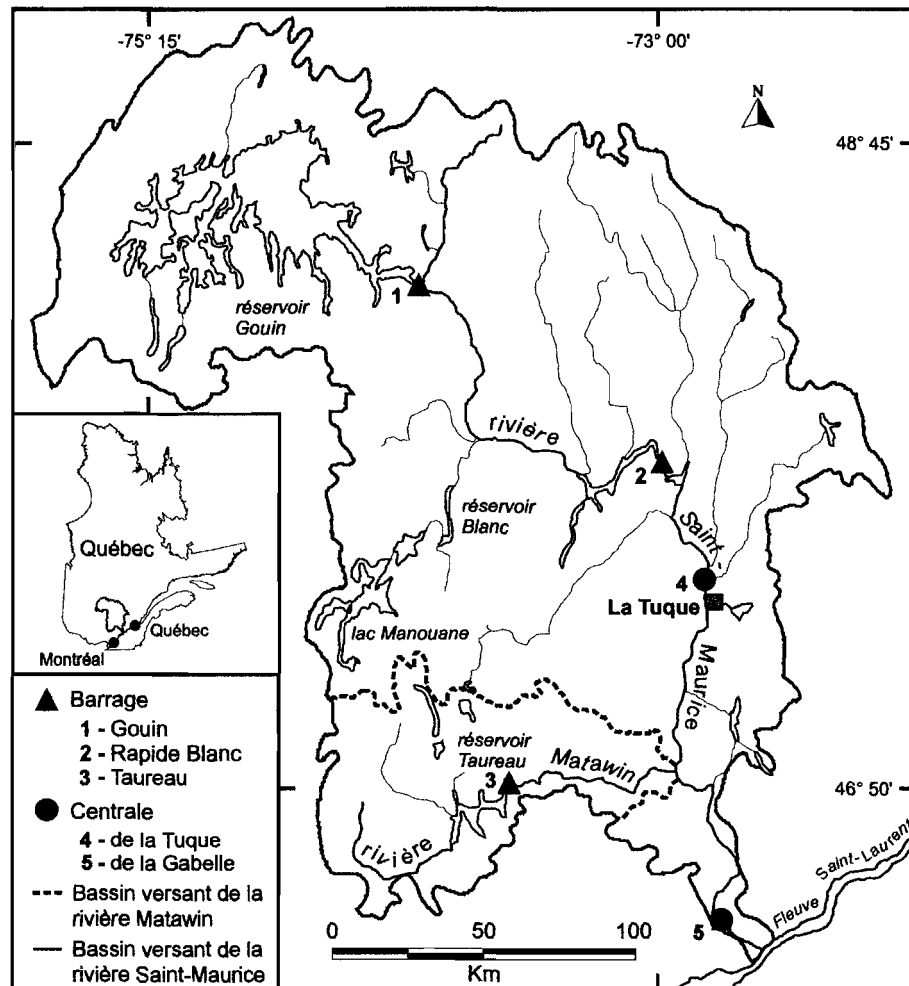 -75° 15'
-73° 00'
N
48° 45'
1
réservoir
Gouin
rivière
2
réservoir
Blanc
Saint -
4
La Tuque
lac Manouane
Maurice
réservoir
Taureau
3
Matawin
46° 50'
rivière
Fleuve Saint-Laurent
5
Québec
Québec
Montréal
Barrage
1 - Gouin
2 - Rapide Blanc
3 - Taureau
Centrale
4 - de la Tuque
5 - de la Gabelle
Bassin versant de la
rivière Matawin
Bassin versant de la
rivière Saint-Maurice
0 50 100
Km